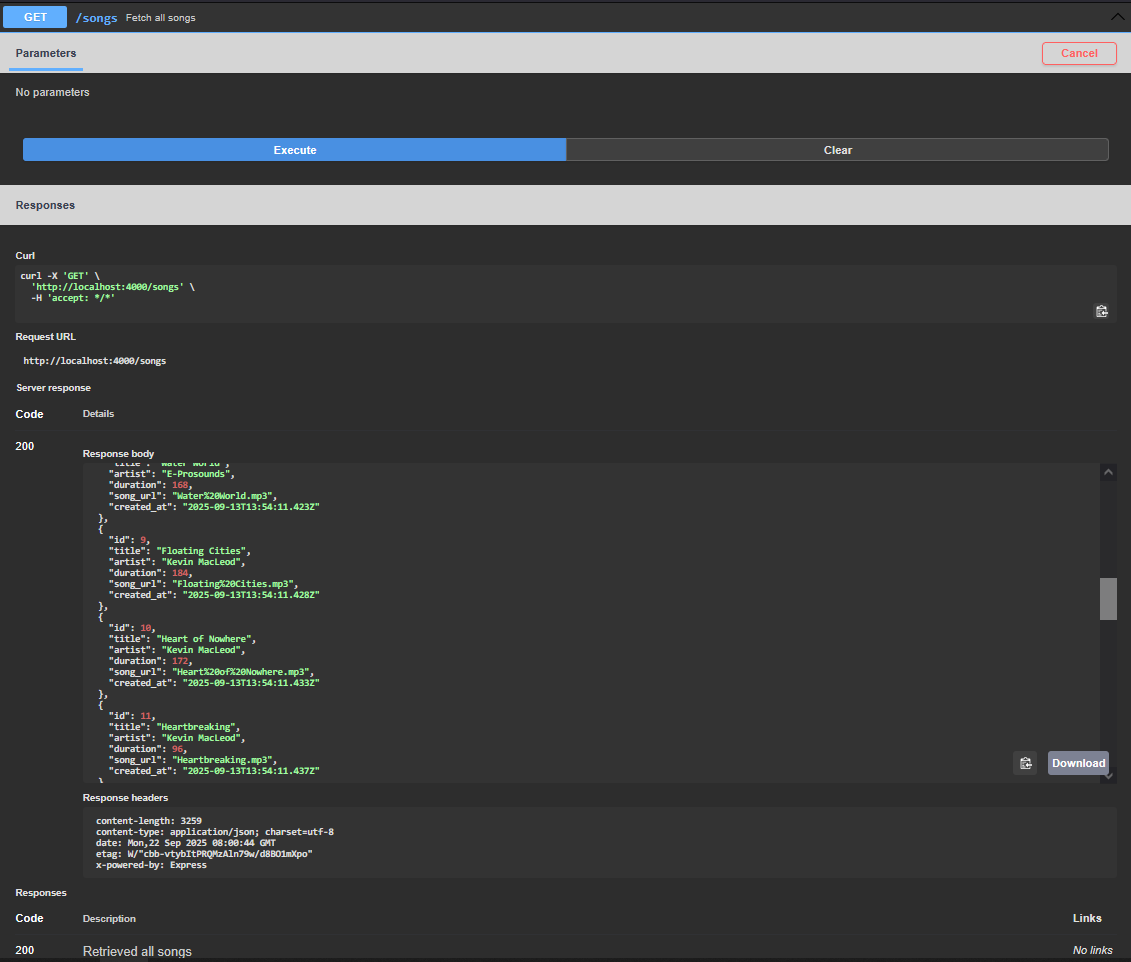 GET /songs Fetch all songs
Parameters
Cancel
No parameters
Execute
Clear
Responses
Curl
curl -X 'GET' \
'http://localhost:4000/songs' \
-H 'accept: */*'
Request URL
http://localhost:4000/songs
Server response
Code Details
200
Response body
"title": "Water World",
"artist": "E-Prosounds",
"duration": 168,
"song_url": "Water%20World.mp3",
"created_at": "2025-09-13T13:54:11.423Z"
},
{
"id": 9,
"title": "Floating Cities",
"artist": "Kevin MacLeod",
"duration": 184,
"song_url": "Floating%20Cities.mp3",
"created_at": "2025-09-13T13:54:11.428Z"
},
{
"id": 10,
"title": "Heart of Nowhere",
"artist": "Kevin MacLeod",
"duration": 172,
"song_url": "Heart%20of%20Nowhere.mp3",
"created_at": "2025-09-13T13:54:11.433Z"
},
{
"id": 11,
"title": "Heartbreaking",
"artist": "Kevin MacLeod",
"duration": 96,
"song_url": "Heartbreaking.mp3",
"created_at": "2025-09-13T13:54:11.437Z"
}
Download
Response headers
content-length: 3259
content-type: application/json; charset=utf-8
date: Mon,22 Sep 2025 08:00:44 GMT
etag: W/"cbb-vtybItPRQMzAln79w/d8BO1mXpo"
x-powered-by: Express
Responses
Code Description Links
200 Retrieved all songs No links